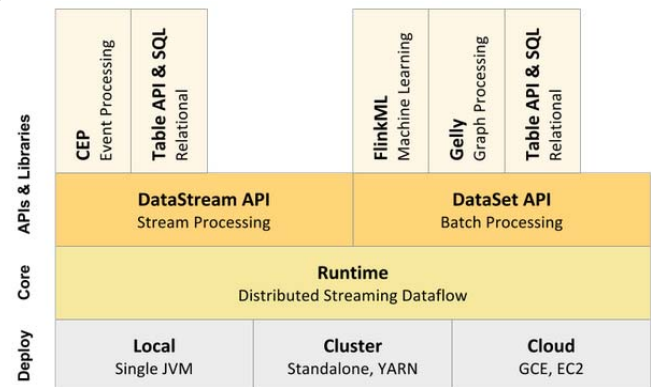 APIs & Libraries
CEP
Event Processing
Table API & SQL
Relational
FlinkML
Machine Learning
Gelly
Graph Processing
Table API & SQL
Relational
DataStream API
Stream Processing
DataSet API
Batch Processing
Core
Runtime
Distributed Streaming Dataflow
Deploy
Local
Single JVM
Cluster
Standalone, YARN
Cloud
GCE, EC2